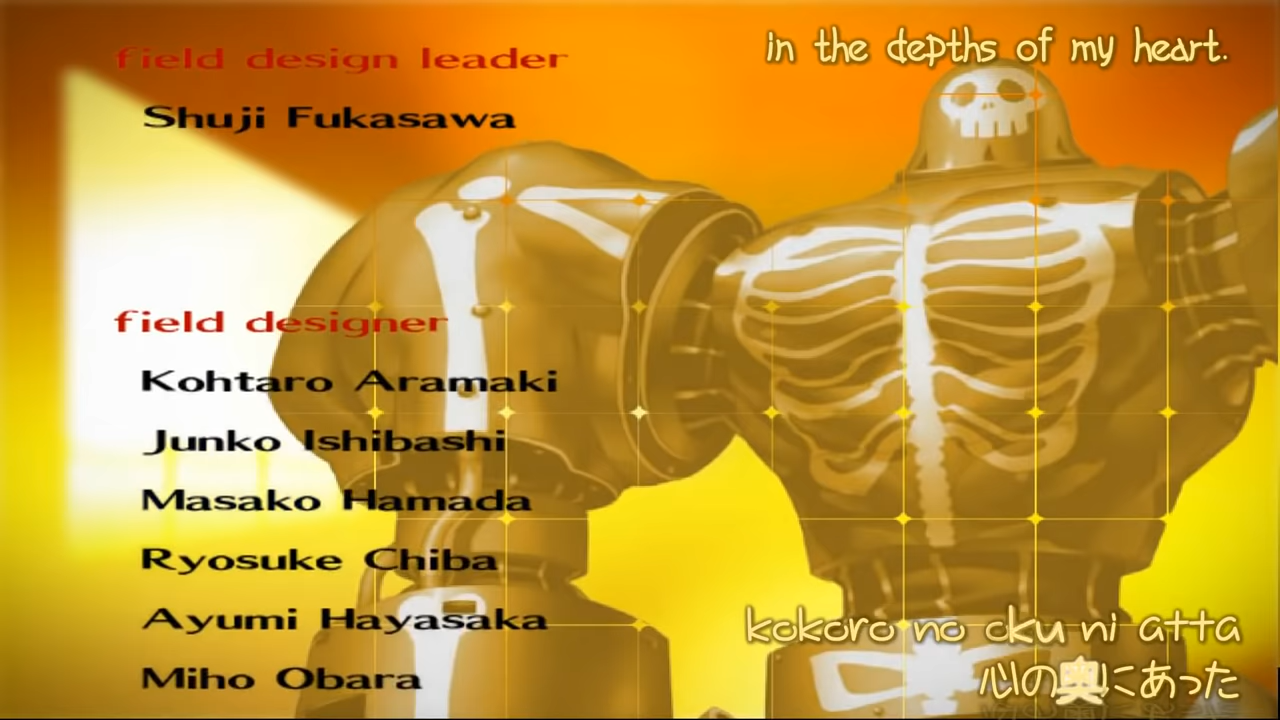 field design leader
Shuji Fukasawa
field designer
Kohtaro Aramaki
Junko Ishibashi
Masako Hamada
Ryosuke Chiba
Ayumi Hayasaka
Miho Obara
in the depths of my heart.
kokoro no oku ni atta
心の奥にあった